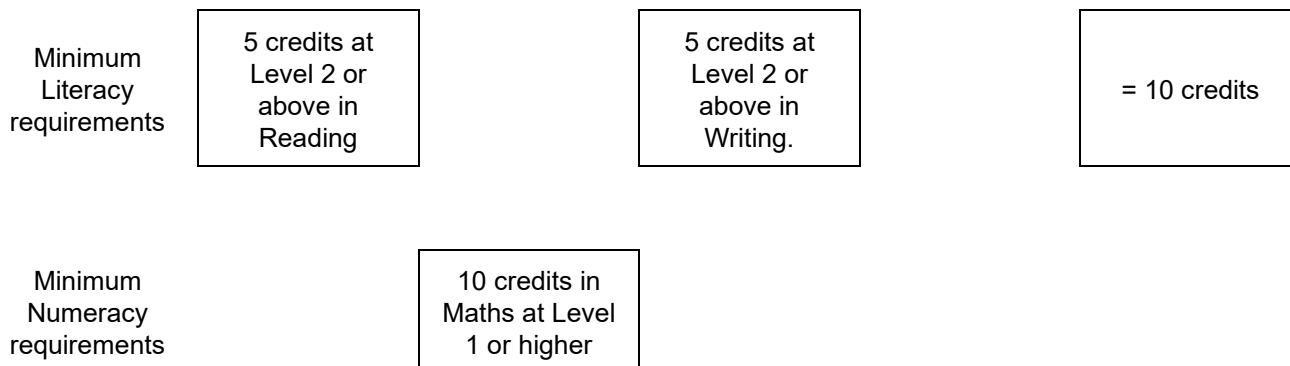 Minimum
Literacy
requirements
5 credits at
Level 2 or
above in
Reading
5 credits at
Level 2 or
above in
Writing.
= 10 credits
Minimum
Numeracy
requirements
10 credits in
Maths at Level
1 or higher